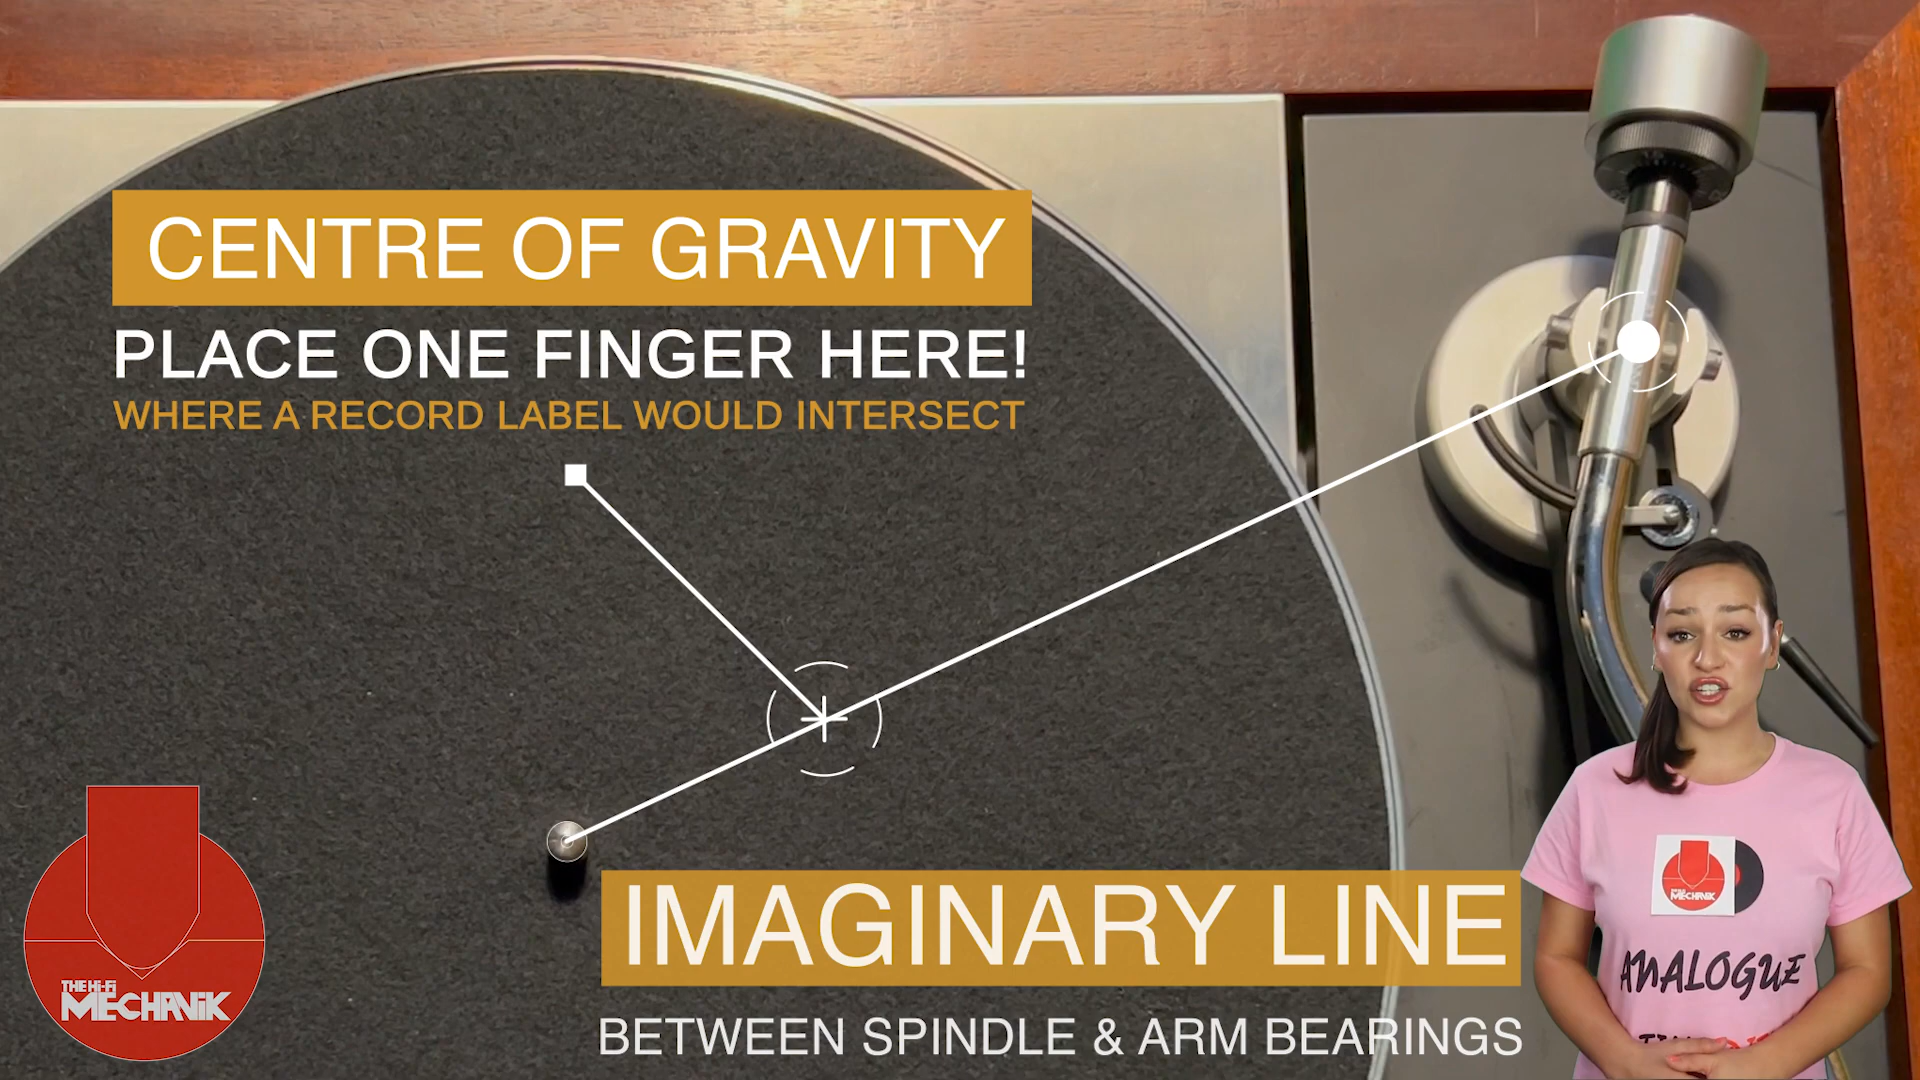 CENTRE OF GRAVITY
PLACE ONE FINGER HERE!
WHERE A RECORD LABEL WOULD INTERSECT
IMAGINARY LINE
BETWEEN SPINDLE & ARM BEARINGS
THE Hi-Fi
MECHANiK
MECHANiK
ANALOGUE